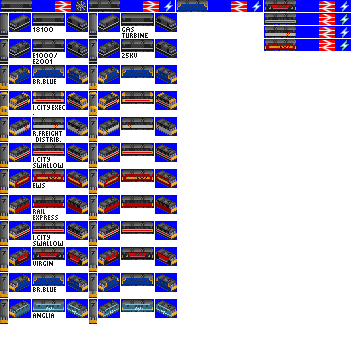 18100
GAS
TURBINE
E1000/
E2001
25KV
BR.BLUE
I.CITY EXEC
R.FREIGHT
DISTRIB.
I.CITY
SWALLOW
EWS
RAIL
EXPRESS
I.CITY
SWALLOW
VIRGIN
BR.BLUE
ANGLIA